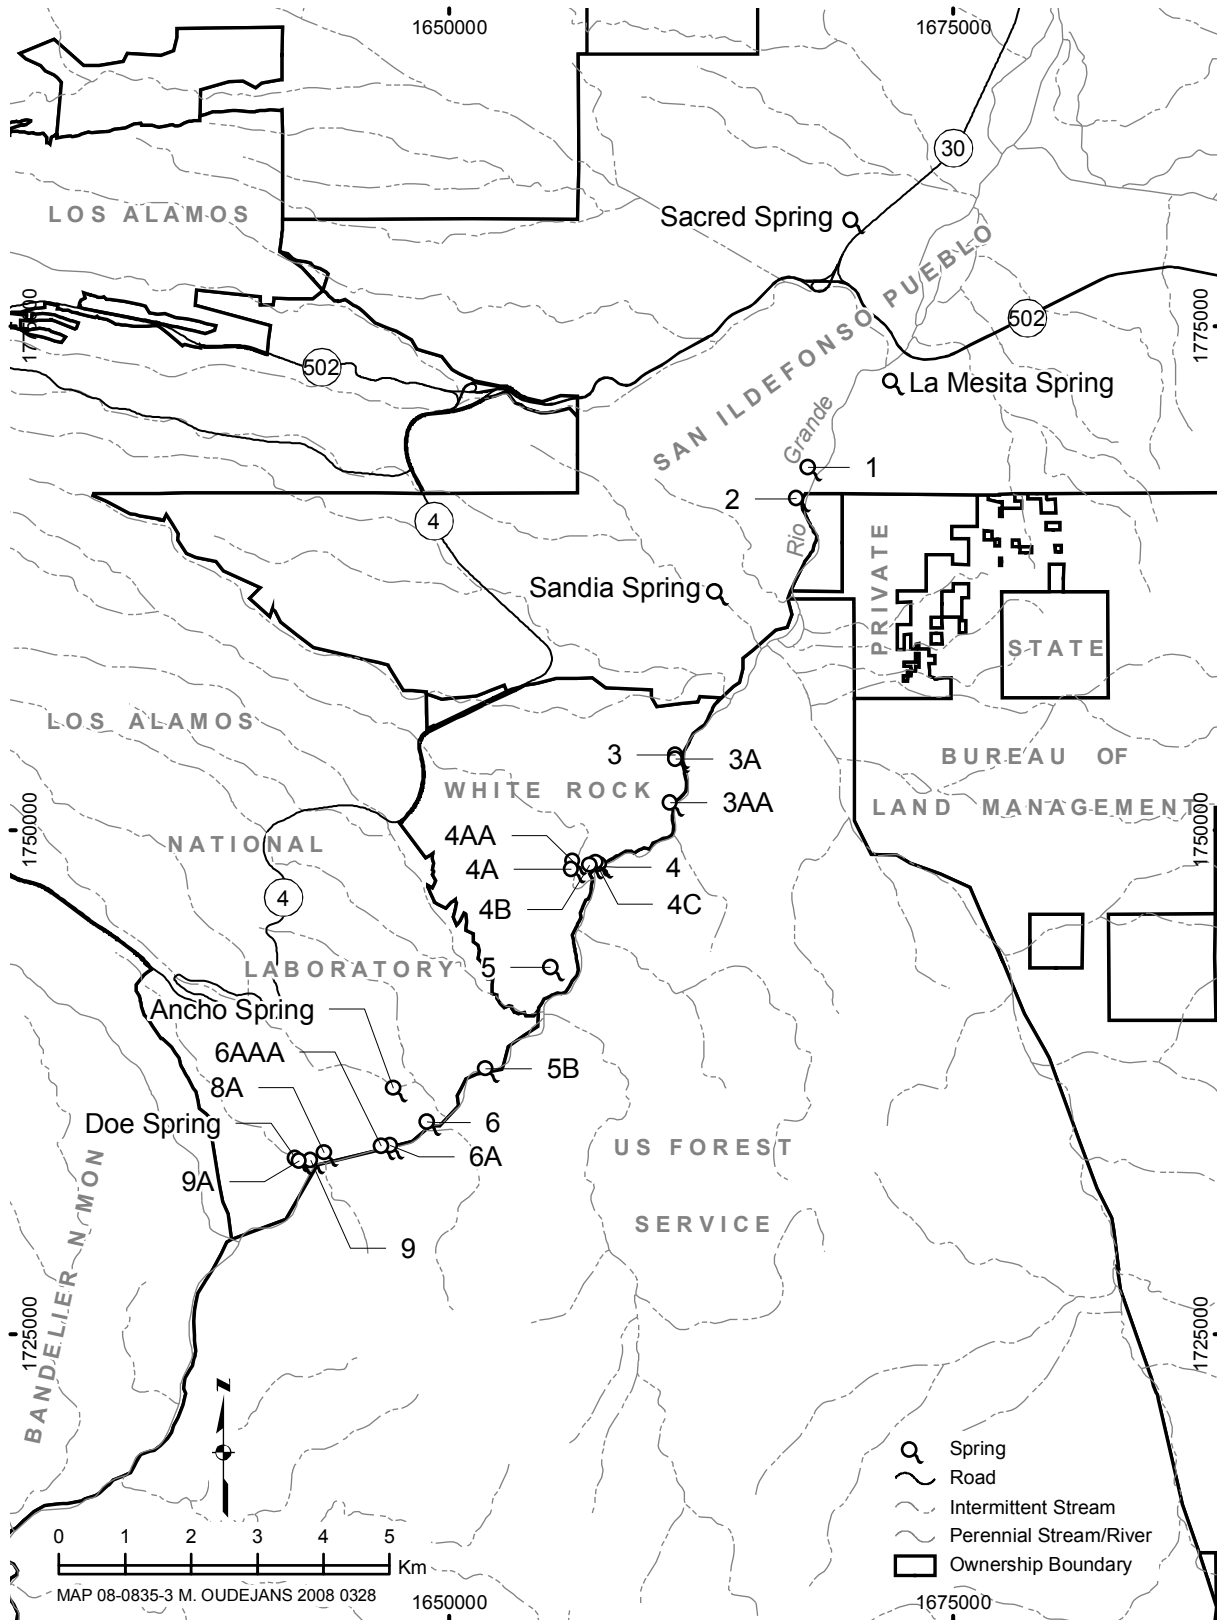 1650000
1675000
30
LOS ALAMOS
Sacred Spring
SAN ILDEFONSO PUEBLO
1775000
1775000
502
502
La Mesita Spring
Rio Grande
1
2
4
PRIVATE
Sandia Spring
STATE
LOS ALAMOS
3
3A
BUREAU OF
WHITE ROCK
3AA
LAND MANAGEMENT
1750000
1750000
NATIONAL
4AA
4A
4
4
4B
4C
LABORATORY
5
Ancho Spring
6AAA
5B
8A
Doe Spring
6
US FOREST
6A
9A
SERVICE
9
BANDELIER N MON
1725000
1725000
N
Spring
Road
Intermittent Stream
Perennial Stream/River
Ownership Boundary
0 1 2 3 4 5
Km
MAP 08-0835-3 M. OUDEJANS 2008 0328
1650000
1675000